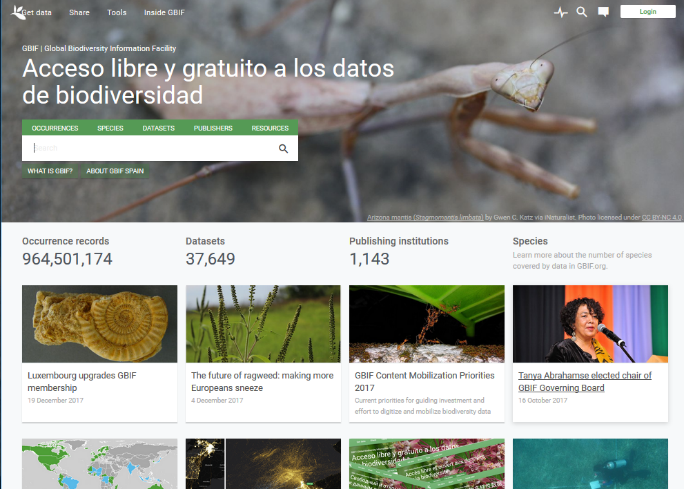 Get data Share Tools Inside GBIF Login
GBIF | Global Biodiversity Information Facility
Acceso libre y gratuito a los datos
de biodiversidad
OCCURRENCES SPECIES DATASETS PUBLISHERS RESOURCES
Search
WHAT IS GBIF? ABOUT GBIF SPAIN
Arizona mantis (Stagmomantis limbata) by Gwen C. Katz via iNaturalist. Photo licensed under CC BY-NC 4.0
Occurrence records Datasets Publishing institutions Species
964,501,174 37,649 1,143
Learn more about the number of species
covered by data in GBIF.org.
Luxembourg upgrades GBIF
membership
19 December 2017
The future of ragweed: making more
Europeans sneeze
4 December 2017
GBIF Content Mobilization Priorities
2017
Current priorities for guiding investment and
effort to digitize and mobilize biodiversity data
Tanya Abrahamse elected chair of
GBIF Governing Board
16 October 2017
Acceso libre y gratuito a los datos
de biodiversidad